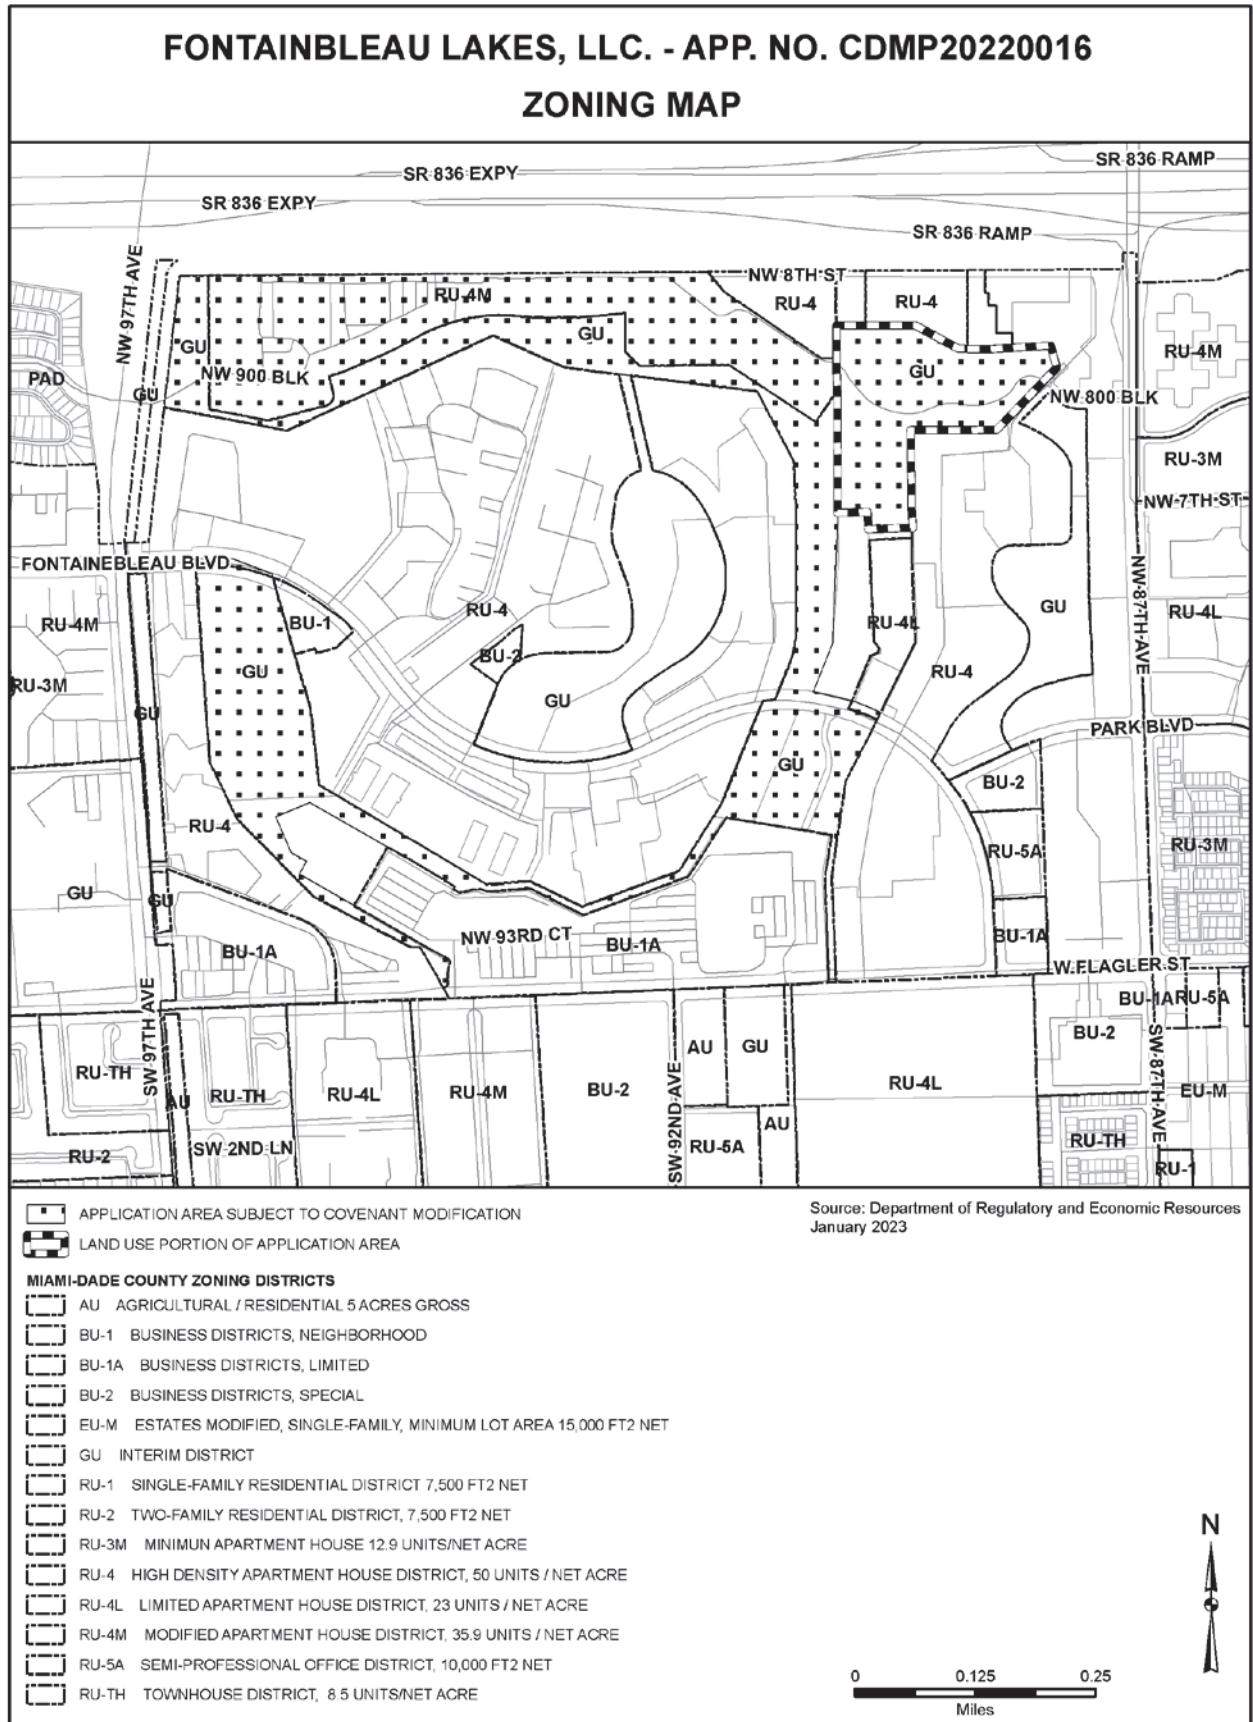 FONTAINBLEAU LAKES, LLC. - APP. NO. CDMP20220016
ZONING MAP
SR 836 RAMP
SR 836 EXPY
SR 836 EXPY
SR 836 RAMP
NW 97TH AVE
NW 8TH ST
RU-4M
RU-4
RU-4
GU
GU
RU-4M
NW 900 BLK
GU
PAD
GU
NW 800 BLK
RU-3M
NW 7TH ST
FONTAINEBLEAU BLVD
NW 87TH AVE
RU-4M
BU-1
RU-4
GU
RU-4L
RU-4L
BU-2
GU
RU-4
RU-3M
GU
GU
PARK BLVD
GU
BU-2
RU-4
RU-5A
RU-3M
GU
GU
NW 93RD CT
BU-1A
BU-1A
BU-1A
W FLAGLER ST
SW 97TH AVE
BU-1A
RU-5A
BU-2
AU
GU
SW 87TH AVE
RU-TH
RU-TH
AU
RU-4L
RU-4M
BU-2
SW 92ND AVE
RU-4L
EU-M
AU
RU-TH
RU-2
SW 2ND LN
RU-5A
RU-1
APPLICATION AREA SUBJECT TO COVENANT MODIFICATION
LAND USE PORTION OF APPLICATION AREA
Source: Department of Regulatory and Economic Resources
January 2023
MIAMI-DADE COUNTY ZONING DISTRICTS
AU AGRICULTURAL / RESIDENTIAL 5 ACRES GROSS
BU-1 BUSINESS DISTRICTS, NEIGHBORHOOD
BU-1A BUSINESS DISTRICTS, LIMITED
BU-2 BUSINESS DISTRICTS, SPECIAL
EU-M ESTATES MODIFIED, SINGLE-FAMILY, MINIMUM LOT AREA 15,000 FT2 NET
GU INTERIM DISTRICT
RU-1 SINGLE-FAMILY RESIDENTIAL DISTRICT 7,500 FT2 NET
RU-2 TWO-FAMILY RESIDENTIAL DISTRICT, 7,500 FT2 NET
RU-3M MINIMUN APARTMENT HOUSE 12.9 UNITS/NET ACRE
RU-4 HIGH DENSITY APARTMENT HOUSE DISTRICT, 50 UNITS / NET ACRE
RU-4L LIMITED APARTMENT HOUSE DISTRICT, 23 UNITS / NET ACRE
RU-4M MODIFIED APARTMENT HOUSE DISTRICT, 35.9 UNITS / NET ACRE
RU-5A SEMI-PROFESSIONAL OFFICE DISTRICT, 10,000 FT2 NET
RU-TH TOWNHOUSE DISTRICT, 8.5 UNITS/NET ACRE
N
0 0.125 0.25
Miles